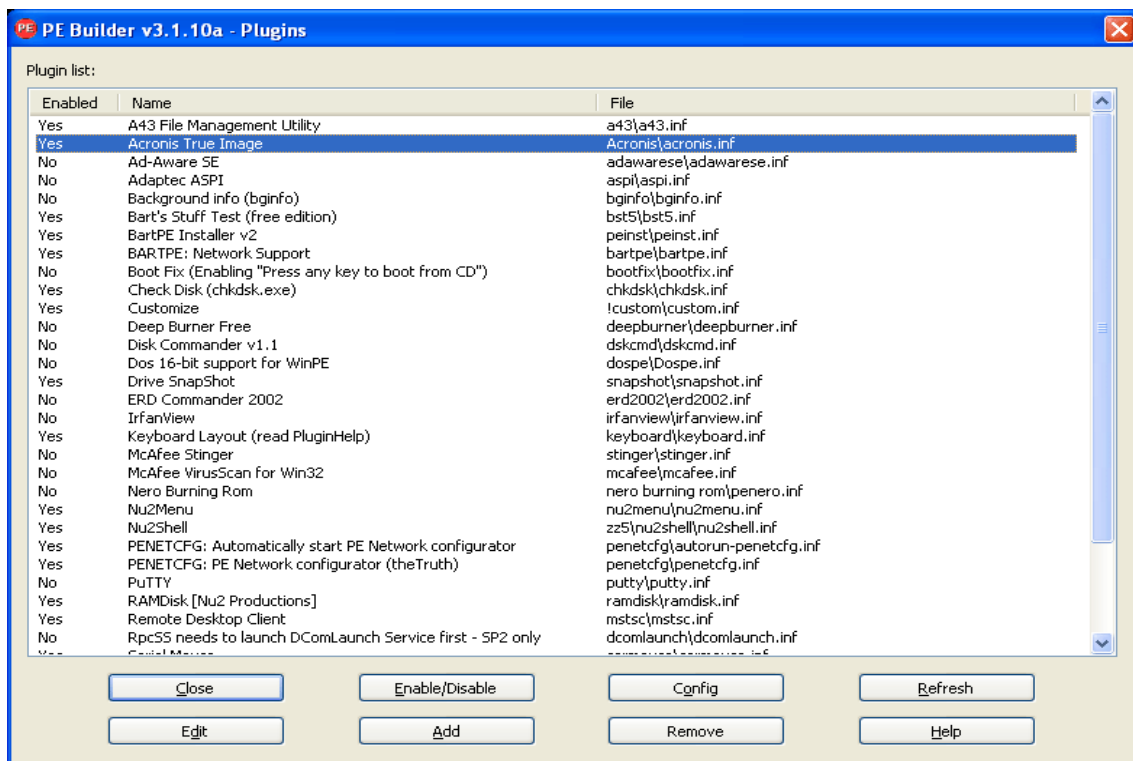 PE Builder v3.1.10a - Plugins
Plugin list:
Enabled Name File
Yes A43 File Management Utility a43\a43.inf
Yes Acronis True Image Acronis\acronis.inf
No Ad-Aware SE adawarese\adawarese.inf
No Adaptec ASPI aspi\aspi.inf
No Background info (bginfo) bginfo\bginfo.inf
Yes Bart's Stuff Test (free edition) bst5\bst5.inf
Yes BartPE Installer v2 peinst\peinst.inf
Yes BARTPE: Network Support bartpe\bartpe.inf
No Boot Fix (Enabling "Press any key to boot from CD") bootfix\bootfix.inf
Yes Check Disk (chkdsk.exe) chkdsk\chkdsk.inf
Yes Customize !custom\custom.inf
No Deep Burner Free deepburner\deepburner.inf
No Disk Commander v1.1 dskcmd\dskcmd.inf
No Dos 16-bit support for WinPE dospe\Dospe.inf
Yes Drive SnapShot snapshot\snapshot.inf
No ERD Commander 2002 erd2002\erd2002.inf
No IrfanView irfanview\irfanview.inf
Yes Keyboard Layout (read PluginHelp) keyboard\keyboard.inf
No McAfee Stinger stinger\stinger.inf
No McAfee VirusScan for Win32 mcafee\mcafee.inf
No Nero Burning Rom nero burning rom\penero.inf
Yes Nu2Menu nu2menu\nu2menu.inf
Yes Nu2Shell zz5\nu2shell\nu2shell.inf
Yes PENETCFG: Automatically start PE Network configurator penetcfg\autorun-penetcfg.inf
Yes PENETCFG: PE Network configurator (theTruth) penetcfg\penetcfg.inf
No PuTTY putty\putty.inf
Yes RAMDisk [Nu2 Productions] ramdisk\ramdisk.inf
Yes Remote Desktop Client mstsc\mstsc.inf
No RpcSS needs to launch DComLaunch Service first - SP2 only dcomlaunch\dcomlaunch.inf
Close Enable/Disable Config Refresh
Edit Add Remove Help